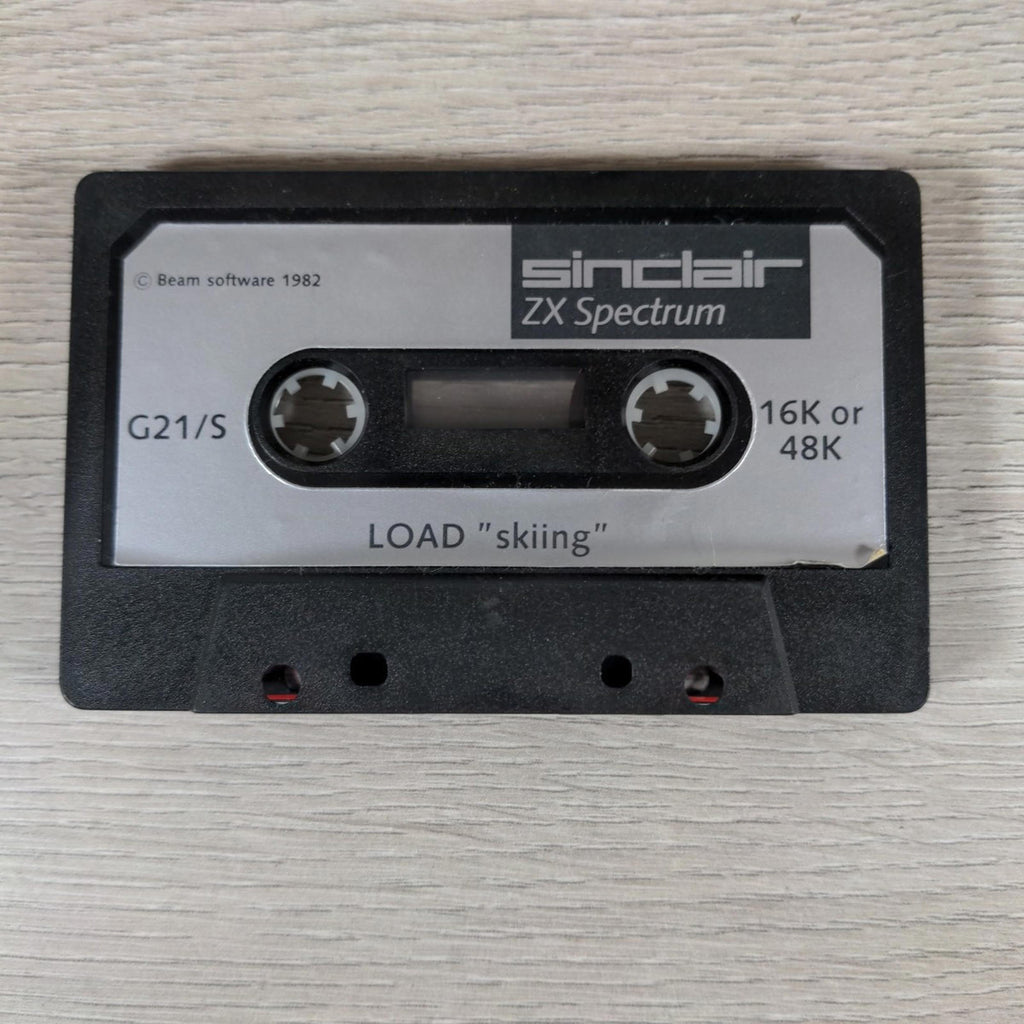 © Beam software 1982
sinclair
ZX Spectrum
G21/S
16K or
48K
LOAD "skiing"